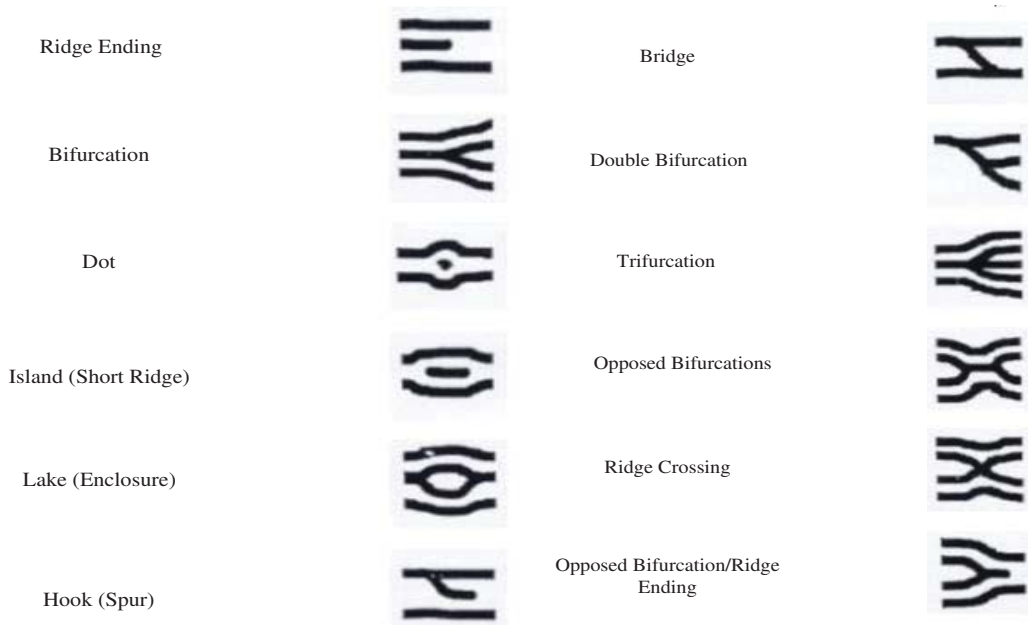 Ridge Ending
Bifurcation
Dot
Island (Short Ridge)
Lake (Enclosure)
Hook (Spur)
Bridge
Double Bifurcation
Trifurcation
Opposed Bifurcations
Ridge Crossing
Opposed Bifurcation/Ridge
Ending